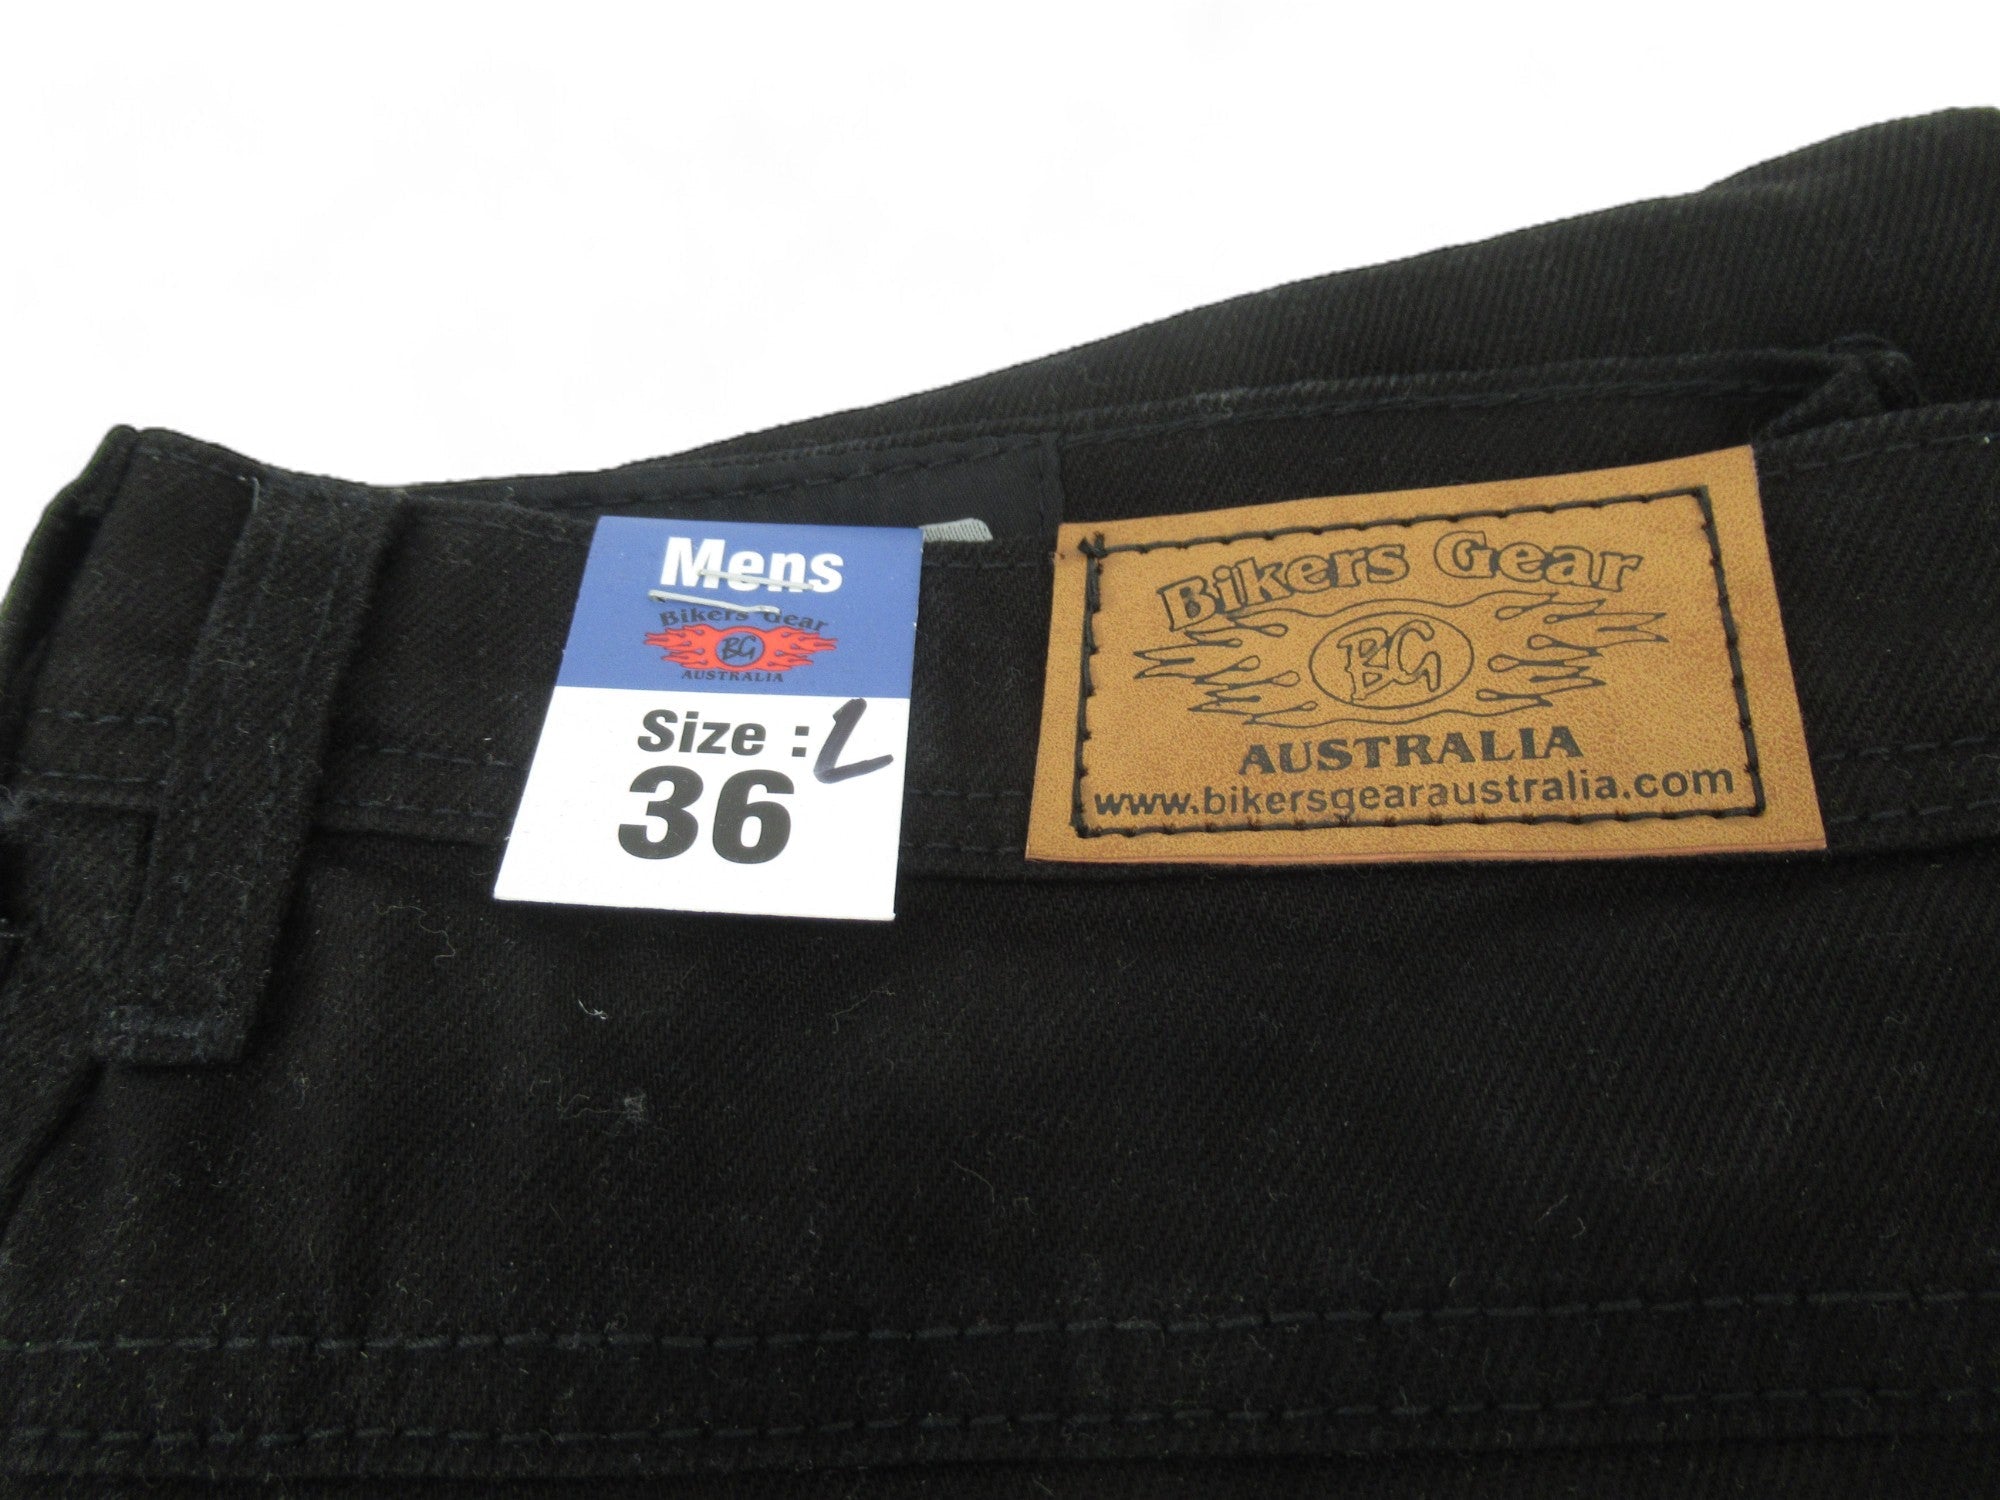 Mens
Bikers Gear
BG
AUSTRALIA
Size : L
36
Bikers Gear
BG
AUSTRALIA
www.bikersgearaustralia.com